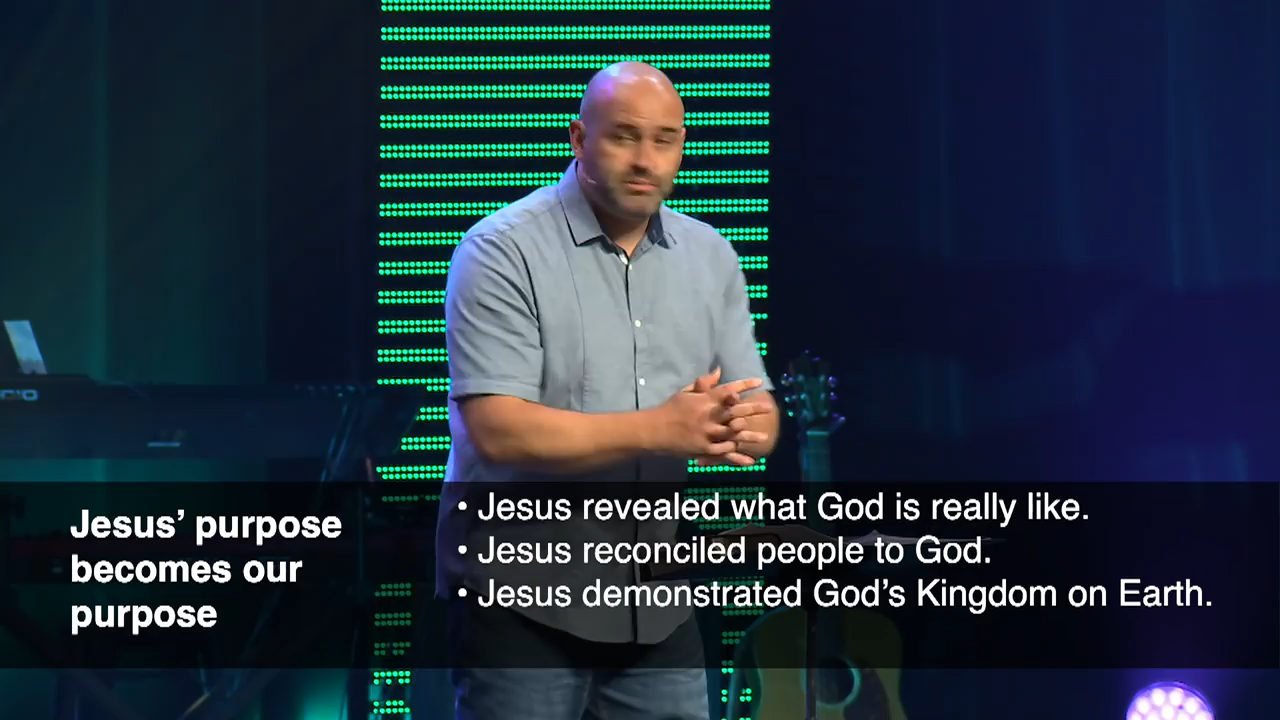 Jesus’ purpose
becomes our
purpose
• Jesus revealed what God is really like.
• Jesus reconciled people to God.
• Jesus demonstrated God’s Kingdom on Earth.